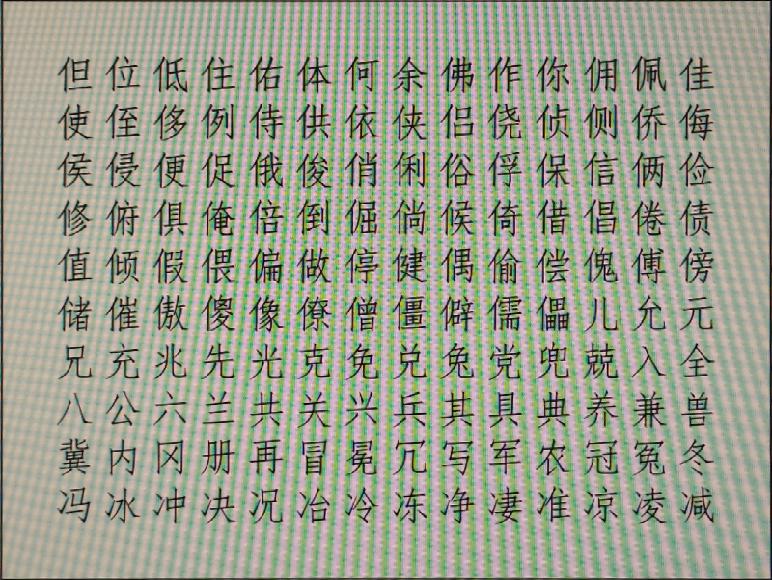 但位低住佑体何余佛作你佣佩佳
使侄侈例侍供依侠侣侥侦侧侨侮
侯侵便促俄俊俏俐俗俘保信俩俭
修俯俱俺倍倒倔倘候倚借倡倦债
值倾假偎偏做停健偶偷偿傀傅傍
储催傲傻像僚僧僵僻儒儡儿允元
兄充兆先光克免兑兔党兜兢入全
八公六兰共关兴兵其具典养兼兽
冀内冈册再冒冕冗写军农冠冤冬
冯冰冲决况冶冷冻净凄准凉凌减